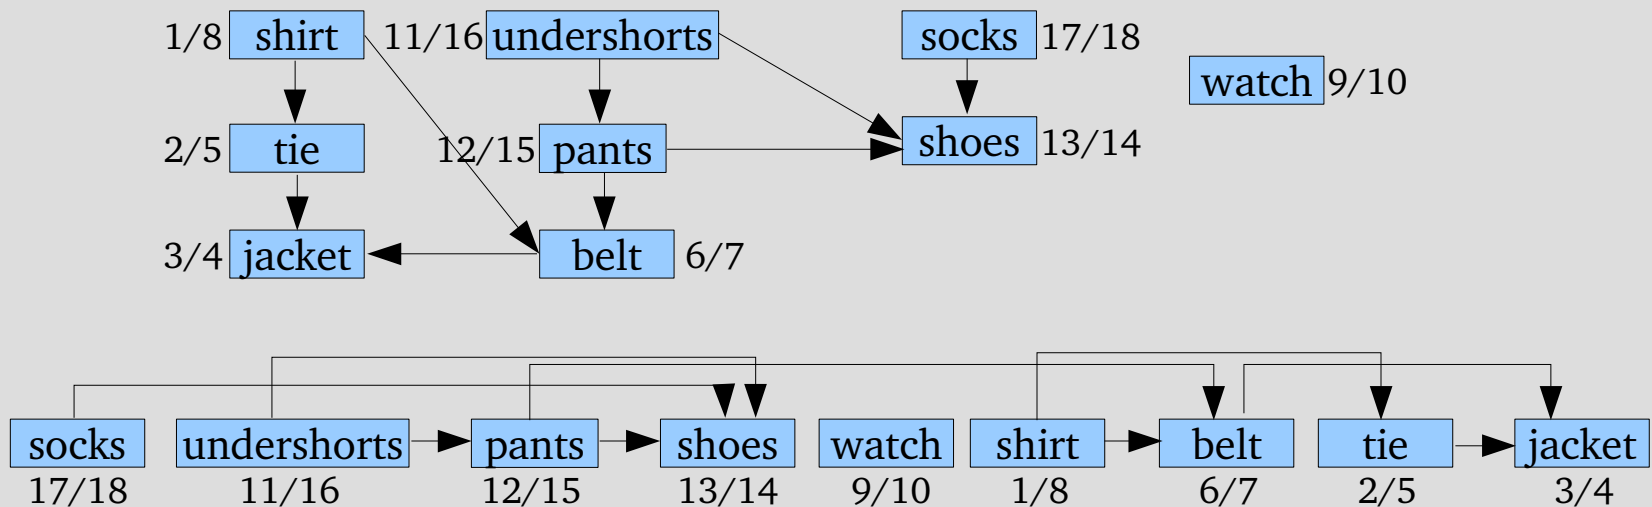 1/8 shirt 11/16 undershorts socks 17/18
watch 9/10
2/5 tie 12/15 pants shoes 13/14
3/4 jacket belt 6/7
socks undershorts pants shoes watch shirt belt tie jacket
17/18 11/16 12/15 13/14 9/10 1/8 6/7 2/5 3/4